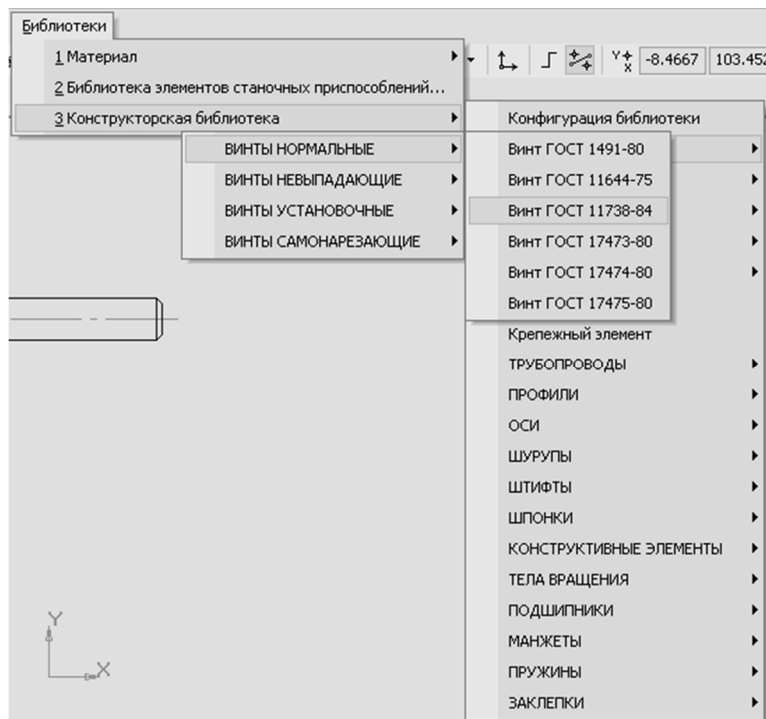 Библиотеки
1 Материал
2 Библиотека элементов станочных приспособлений...
3 Конструкторская библиотека
Y X -8.4667 103.452
ВИНТЫ НОРМАЛЬНЫЕ
ВИНТЫ НЕВЫПАДАЮЩИЕ
ВИНТЫ УСТАНОВОЧНЫЕ
ВИНТЫ САМОНАРЕЗАЮЩИЕ
Конфигурация библиотеки
Винт ГОСТ 1491-80
Винт ГОСТ 11644-75
Винт ГОСТ 11738-84
Винт ГОСТ 17473-80
Винт ГОСТ 17474-80
Винт ГОСТ 17475-80
Крепежный элемент
ТРУБОПРОВОДЫ
ПРОФИЛИ
ОСИ
ШУРУПЫ
ШТИФТЫ
ШПОНКИ
КОНСТРУКТИВНЫЕ ЭЛЕМЕНТЫ
ТЕЛА ВРАЩЕНИЯ
ПОДШИПНИКИ
МАНЖЕТЫ
ПРУЖИНЫ
ЗАКЛЕПКИ
Y
X